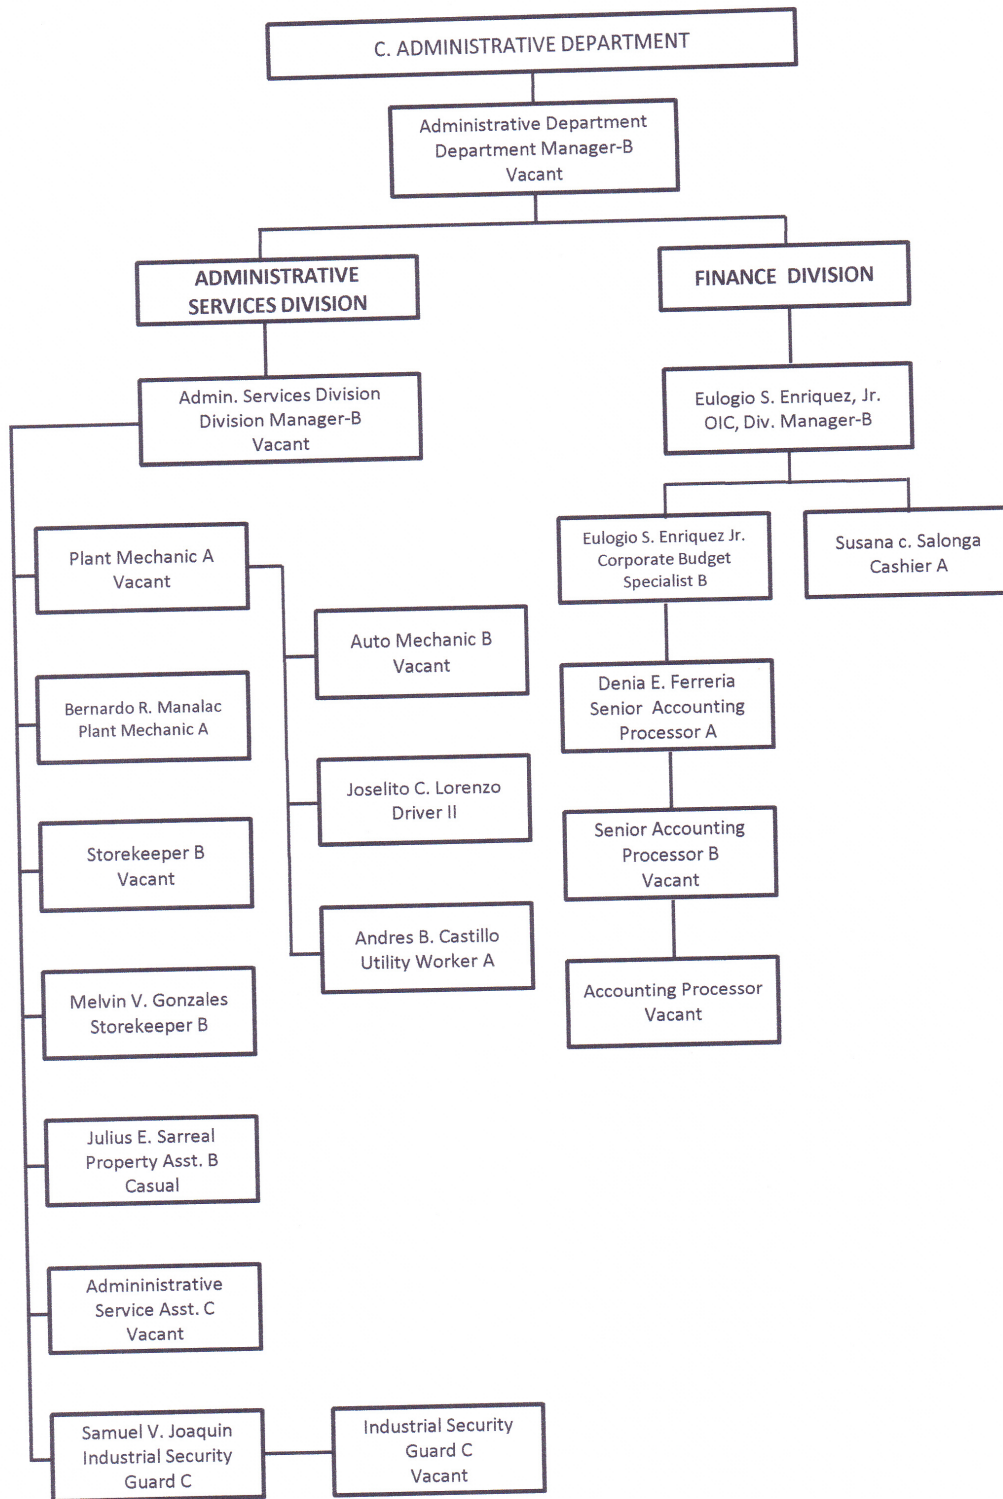 C. ADMINISTRATIVE DEPARTMENT
Administrative Department
Department Manager-B
Vacant
ADMINISTRATIVE
SERVICES DIVISION
FINANCE  DIVISION
Admin. Services Division
Division Manager-B
Vacant
Eulogio S. Enriquez, Jr.
OIC, Div. Manager-B
Plant Mechanic A
Vacant
Eulogio S. Enriquez Jr.
Corporate Budget
Specialist B
Susana c. Salonga
Cashier A
Auto Mechanic B
Vacant
Bernardo R. Manalac
Plant Mechanic A
Denia E. Ferreria
Senior  Accounting
Processor A
Joselito C. Lorenzo
Driver II
Storekeeper B
Vacant
Senior Accounting
Processor B
Vacant
Andres B. Castillo
Utility Worker A
Melvin V. Gonzales
Storekeeper B
Accounting Processor
Vacant
Julius E. Sarreal
Property Asst. B
Casual
Admininistrative
Service Asst. C
Vacant
Samuel V. Joaquin
Industrial Security
Guard C
Industrial Security
Guard C
Vacant